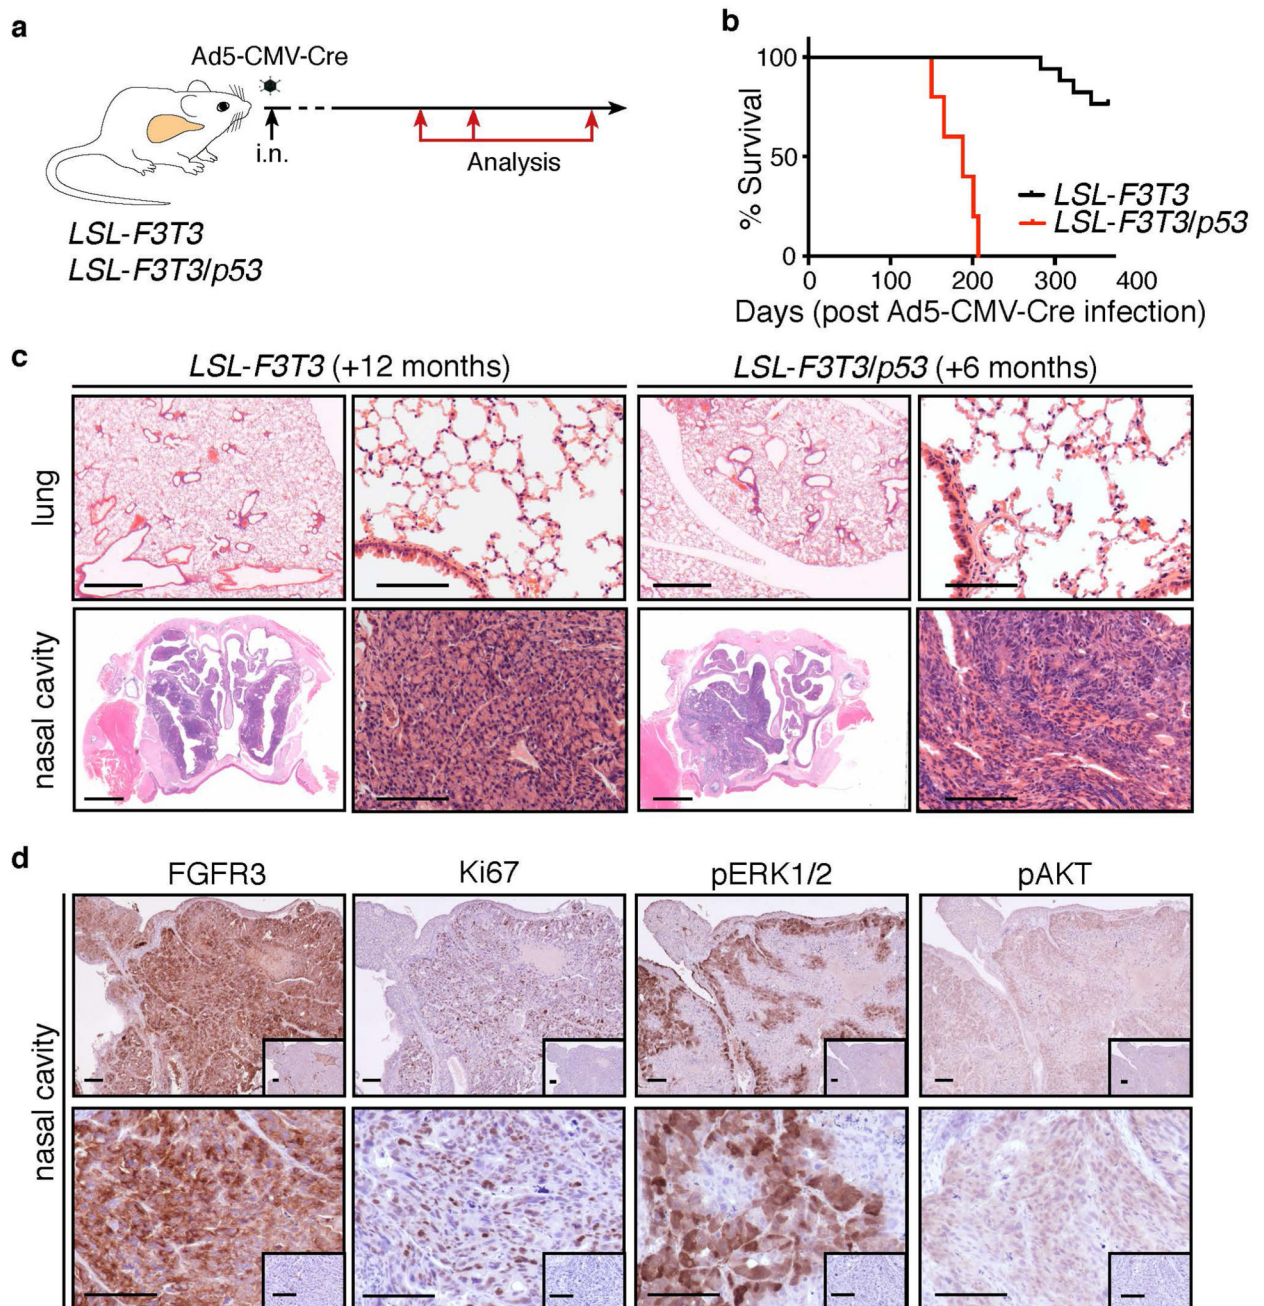 a
Ad5-CMV-Cre
i.n.
Analysis
LSL-F3T3
LSL-F3T3/p53
b
% Survival
100
50
0
0 100 200 300 400
Days (post Ad5-CMV-Cre infection)
LSL-F3T3
LSL-F3T3/p53
c
LSL-F3T3 (+12 months)
LSL-F3T3/p53 (+6 months)
lung
nasal cavity
d
FGFR3
Ki67
pERK1/2
pAKT
nasal cavity